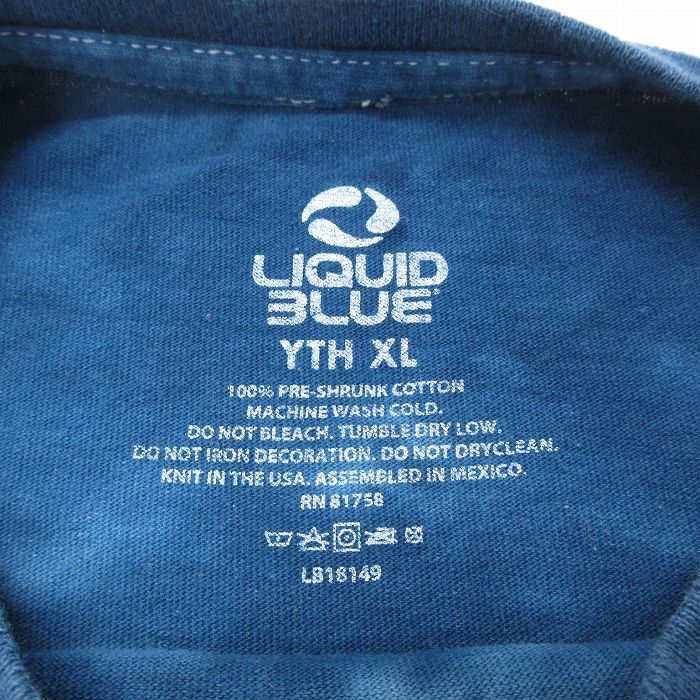 LIQUID
BLUE®
YTH XL
100% PRE-SHRUNK COTTON
MACHINE WASH COLD.
DO NOT BLEACH. TUMBLE DRY LOW.
DO NOT IRON DECORATION. DO NOT DRYCLEAN.
KNIT IN THE USA. ASSEMBLED IN MEXICO.
RN 81758
LB18149